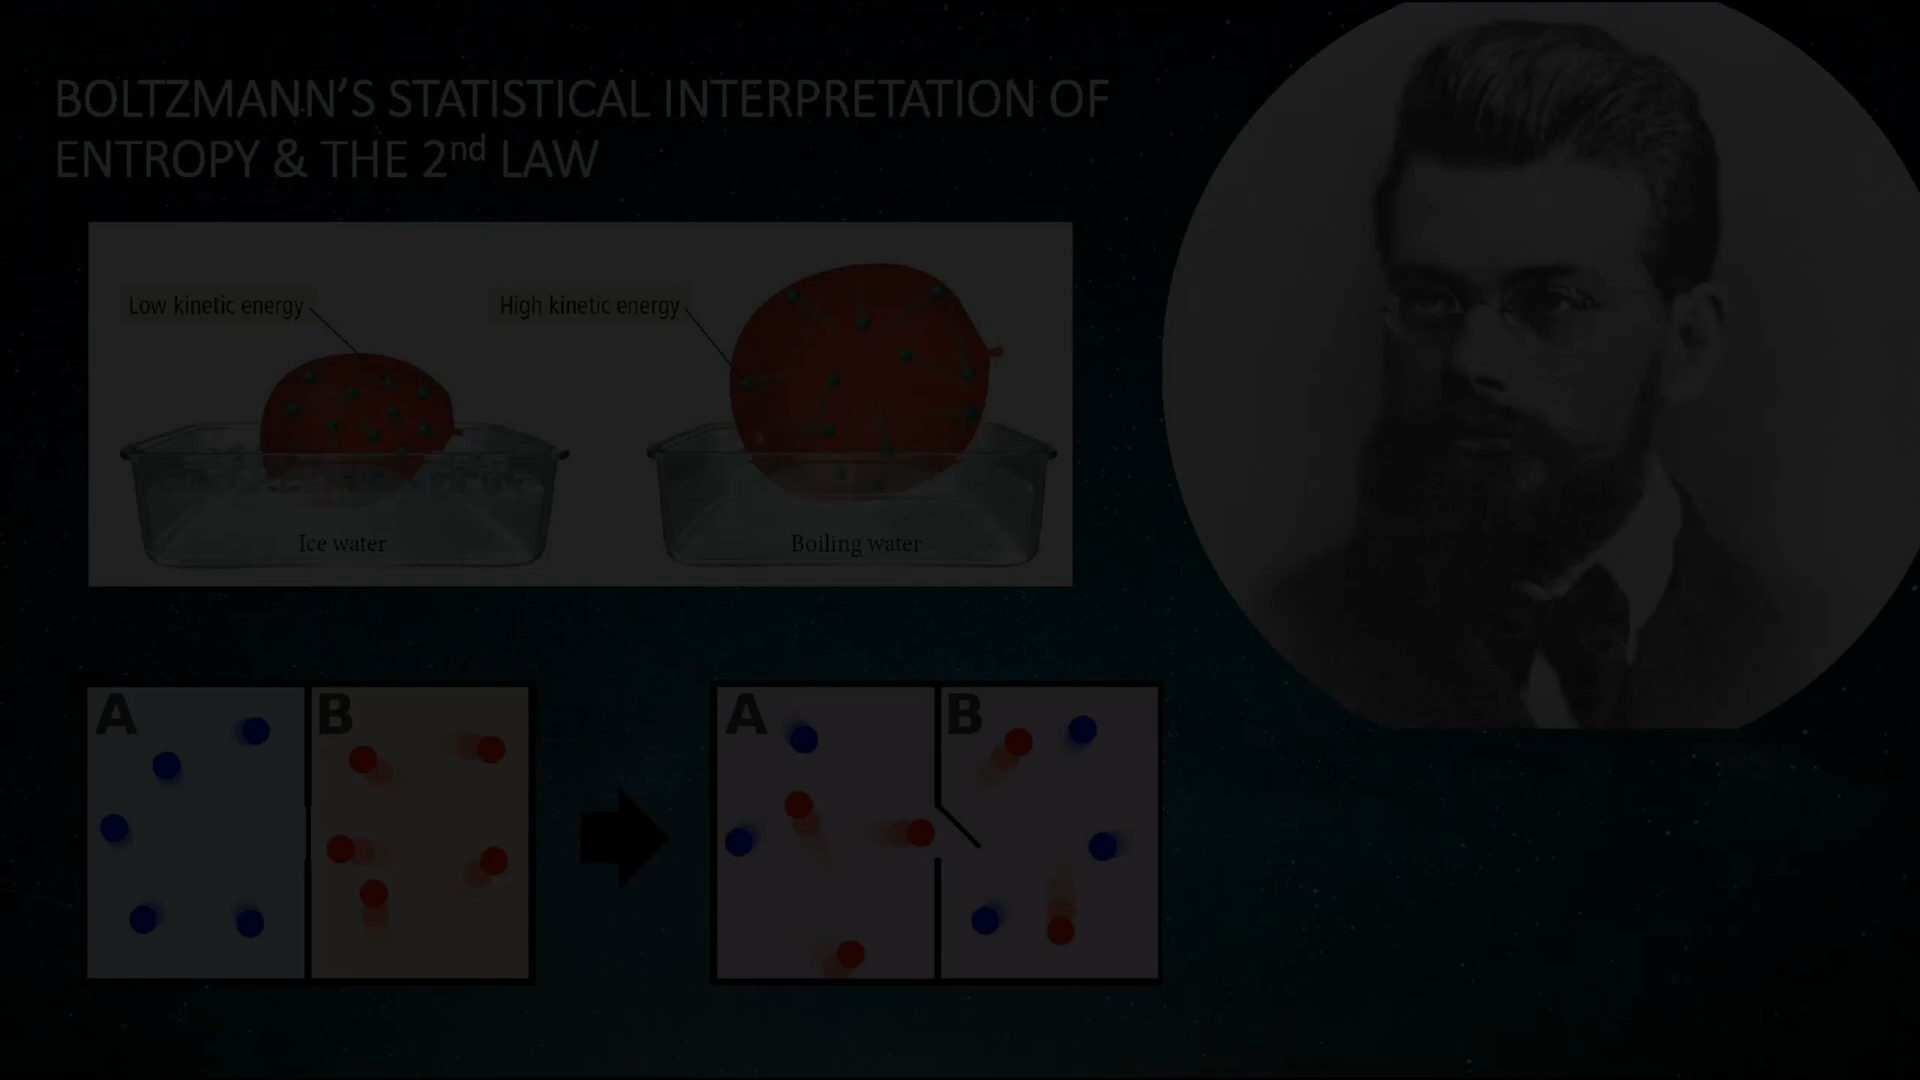 BOLTZMANN’S STATISTICAL INTERPRETATION OF
ENTROPY & THE 2nd LAW
Low kinetic energy
High kinetic energy
Ice water
Boiling water
A
B
A
B